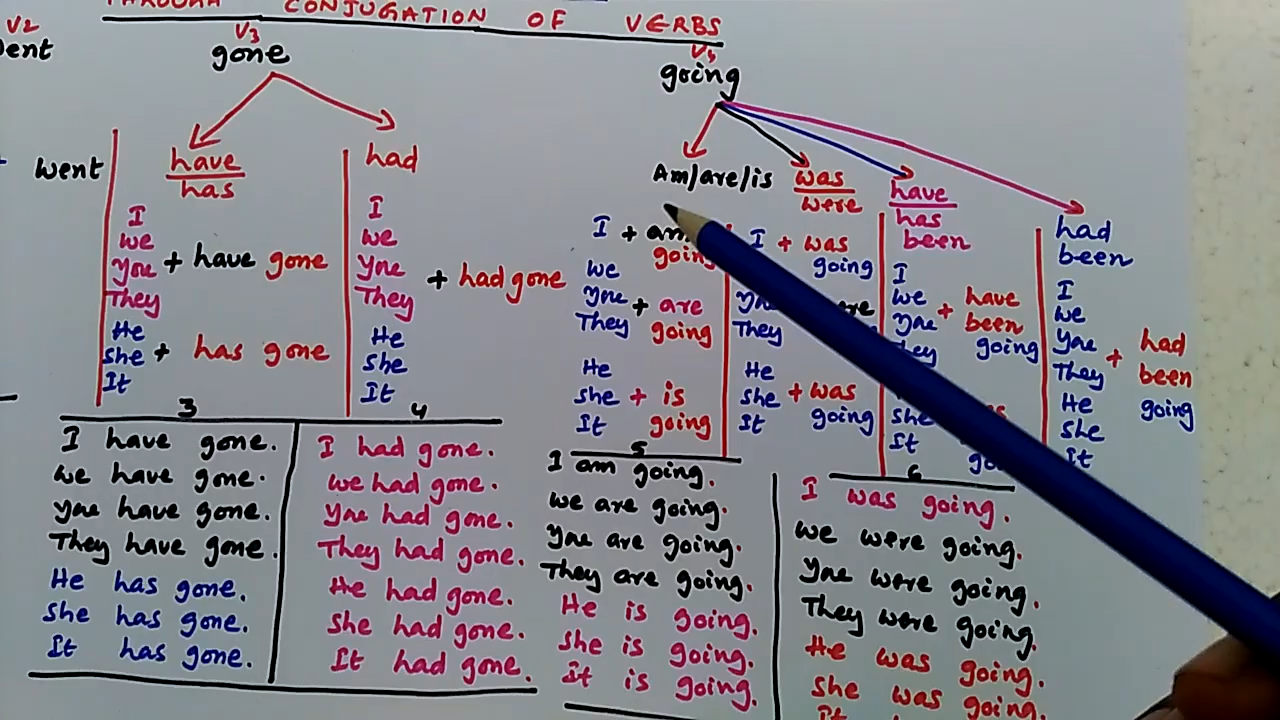 THROUGH CONJUGATION OF VERBS
V2
V3
gone
V4
going
went
have
has
had
I
we
you
They
+ have gone
He
she
It
+ has gone
I
we
you
They
He
she
It
+ had gone
Am/are/is
I + am
going
we
you
They
+ are
going
He
she
It
+ is
going
was
were
I + was
going
you
They
He
she
It
+ was
going
have
has
been
I
we
you
+ have
been
going
she
It
had
been
I
we
you
They
He
she
It
+ had
been
going
3
I have gone.
we have gone.
you have gone.
They have gone.
He has gone.
she has gone.
It has gone.
4
I had gone.
we had gone.
you had gone.
They had gone.
He had gone.
she had gone.
It had gone.
5
I am going.
we are going.
you are going.
They are going.
He is going.
she is going.
it is going.
6
I was going.
we were going.
you were going.
They were going.
He was going.
she was going.